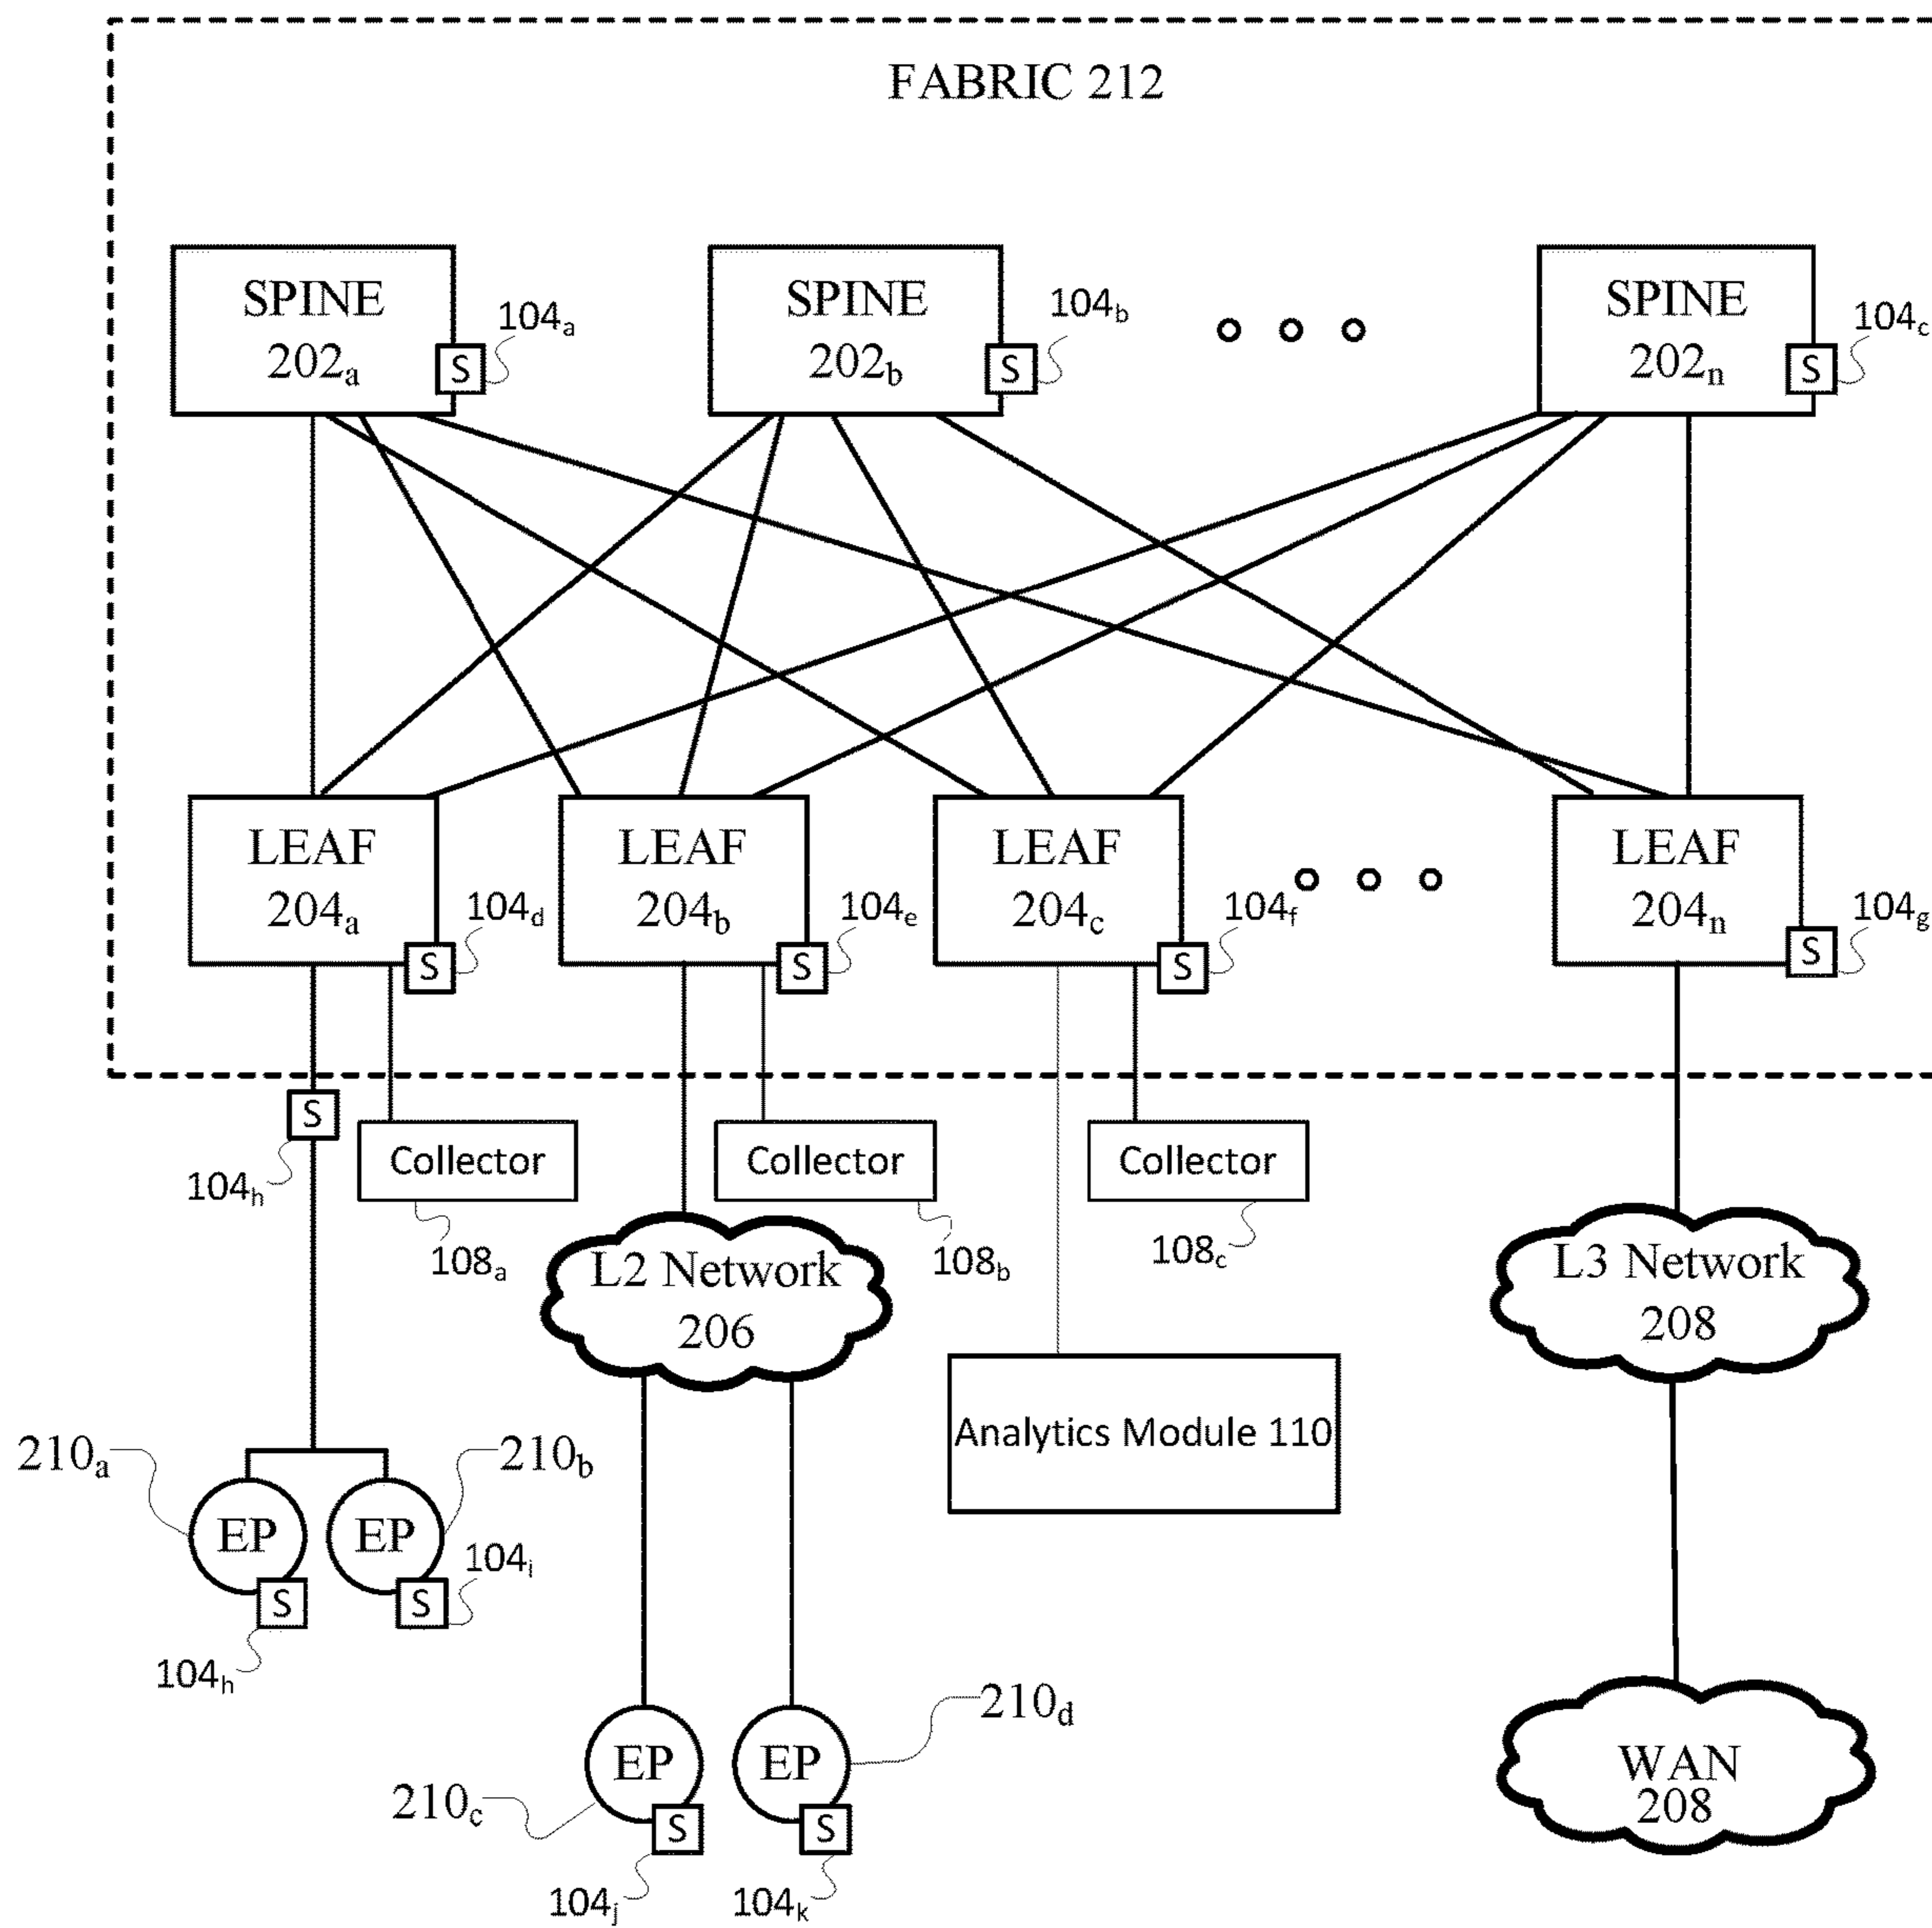 FABRIC 212
SPINE
202a
S
104a
SPINE
202b
S
104b
SPINE
202n
S
104c
LEAF
204a
S
104d
LEAF
204b
S
104e
LEAF
204c
S
104f
LEAF
204n
S
104g
S
104h
Collector
108a
Collector
108b
Collector
108c
L2 Network
206
L3 Network
208
Analytics Module 110
210a
EP
S
104h
210b
EP
S
104i
210c
EP
S
104j
210d
EP
S
104k
WAN
208